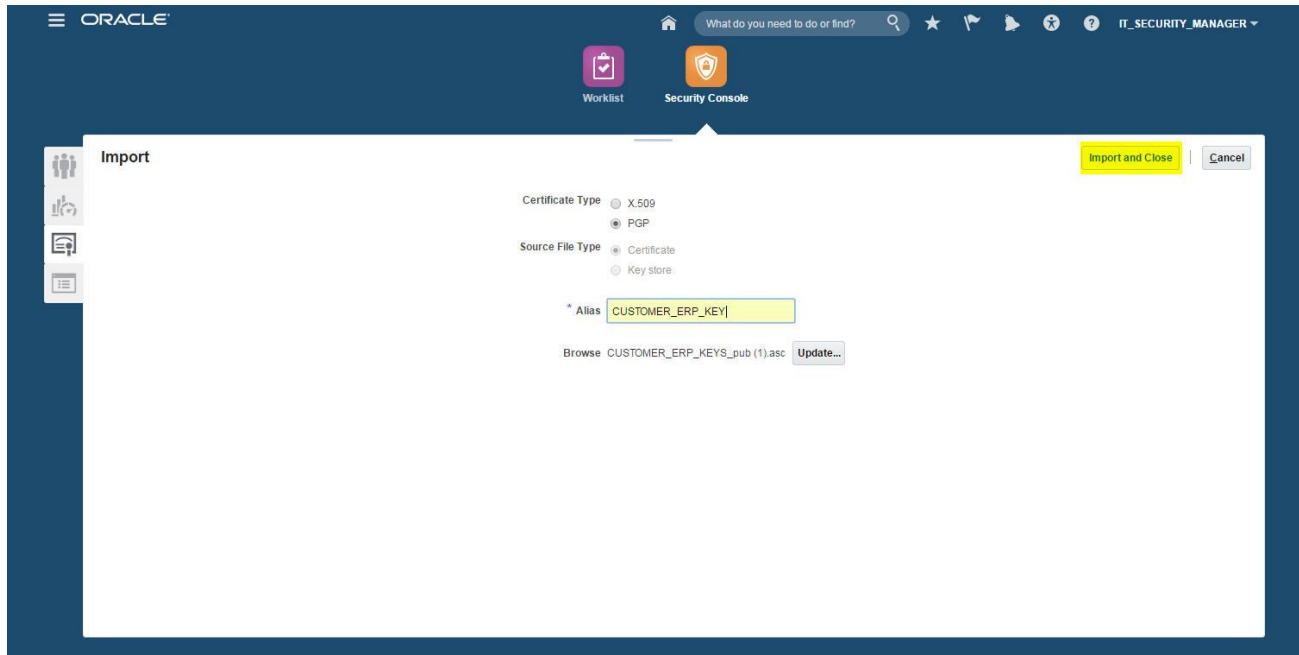 ORACLE
What do you need to do or find?
IT_SECURITY_MANAGER
Worklist
Security Console
Import
Import and Close
Cancel
Certificate Type
X.509
PGP
Source File Type
Certificate
Key store
* Alias CUSTOMER_ERP_KEY
Browse CUSTOMER_ERP_KEYS_pub (1).asc Update...